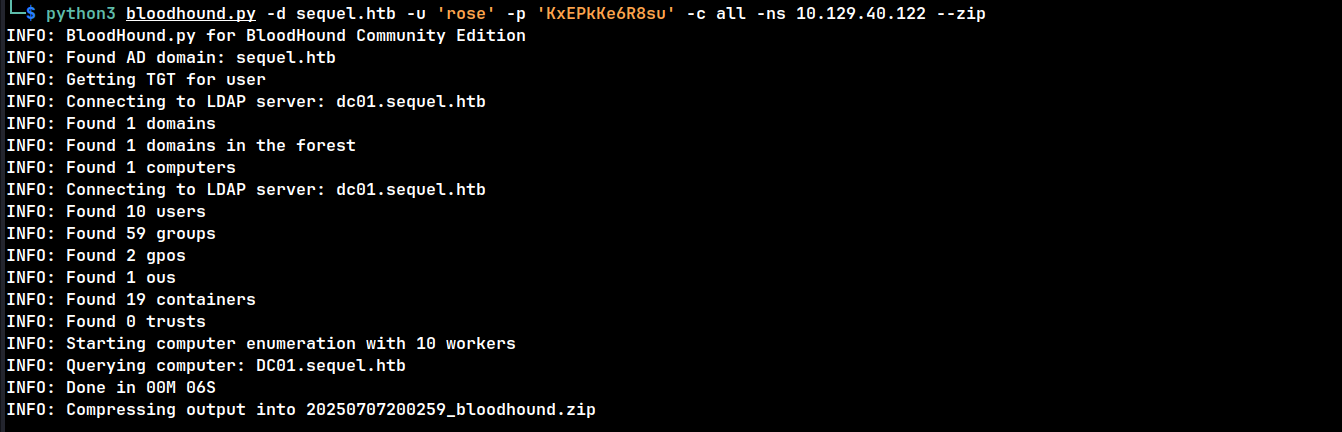 └─$ python3 bloodhound.py -d sequel.htb -u 'rose' -p 'KxEPkKe6R8su' -c all -ns 10.129.40.122 --zip
INFO: BloodHound.py for BloodHound Community Edition
INFO: Found AD domain: sequel.htb
INFO: Getting TGT for user
INFO: Connecting to LDAP server: dc01.sequel.htb
INFO: Found 1 domains
INFO: Found 1 domains in the forest
INFO: Found 1 computers
INFO: Connecting to LDAP server: dc01.sequel.htb
INFO: Found 10 users
INFO: Found 59 groups
INFO: Found 2 gpos
INFO: Found 1 ous
INFO: Found 19 containers
INFO: Found 0 trusts
INFO: Starting computer enumeration with 10 workers
INFO: Querying computer: DC01.sequel.htb
INFO: Done in 00M 06S
INFO: Compressing output into 20250707200259_bloodhound.zip